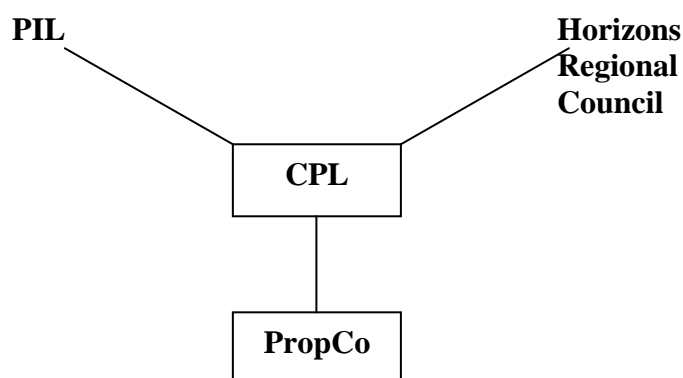 PIL
Horizons
Regional
Council
CPL
PropCo